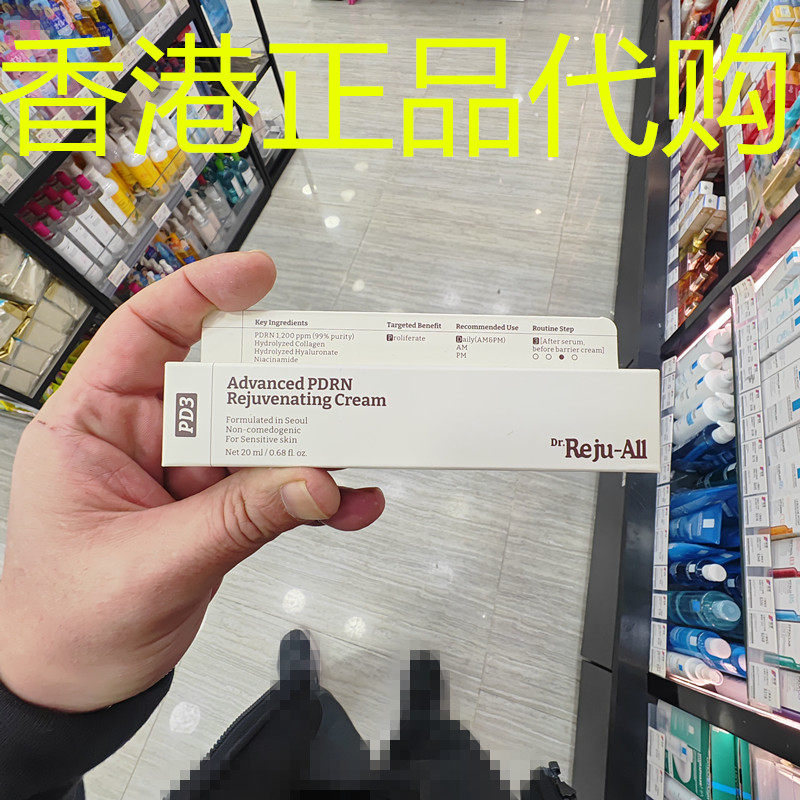 香港正品代购
Key Ingredients
PDRN 1,200 ppm (99% purity)
Hydrolyzed Collagen
Hydrolyzed Hyaluronate
Niacinamide
Targeted Benefit
Proliferate
Recommended Use
Daily(AM&PM)
AM
PM
Routine Step
3 [After serum,
before barrier cream]
PD3
Advanced PDRN
Rejuvenating Cream
Formulated in Seoul
Non-comedogenic
For Sensitive skin
Net 20 ml / 0.68 fl. oz.
Dr. Reju-All